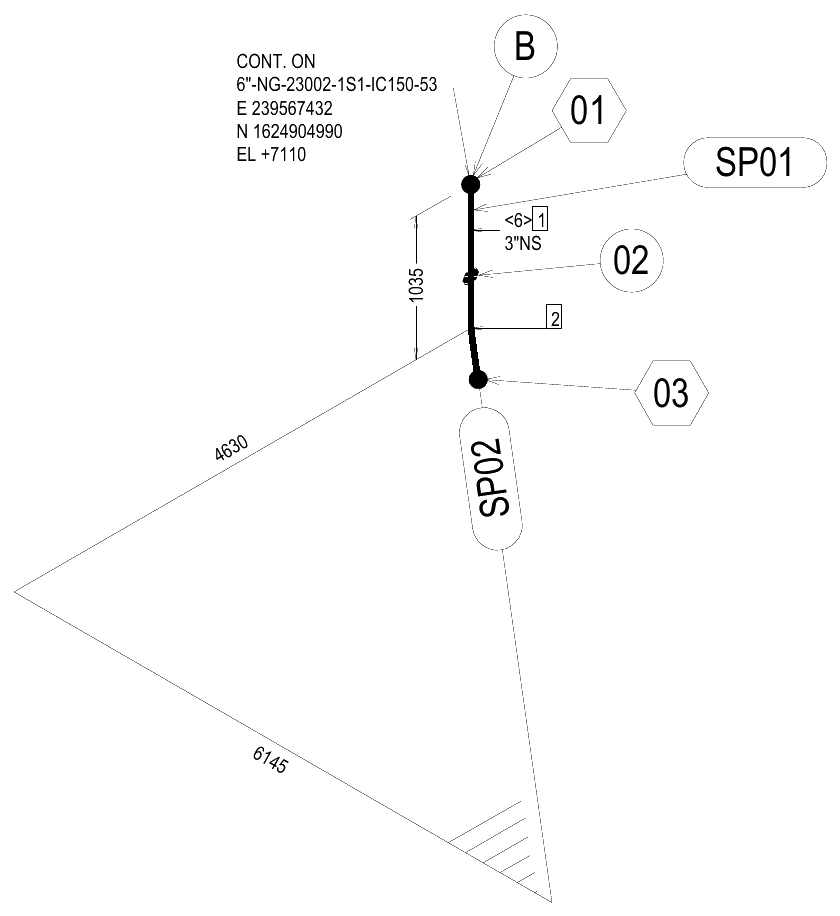 B
CONT. ON
6"-NG-23002-1S1-IC150-53
E 239567432
N 1624904990
EL +7110
01
SP01
<6> 1
3"NS
02
1035
2
03
4630
SP02
6145